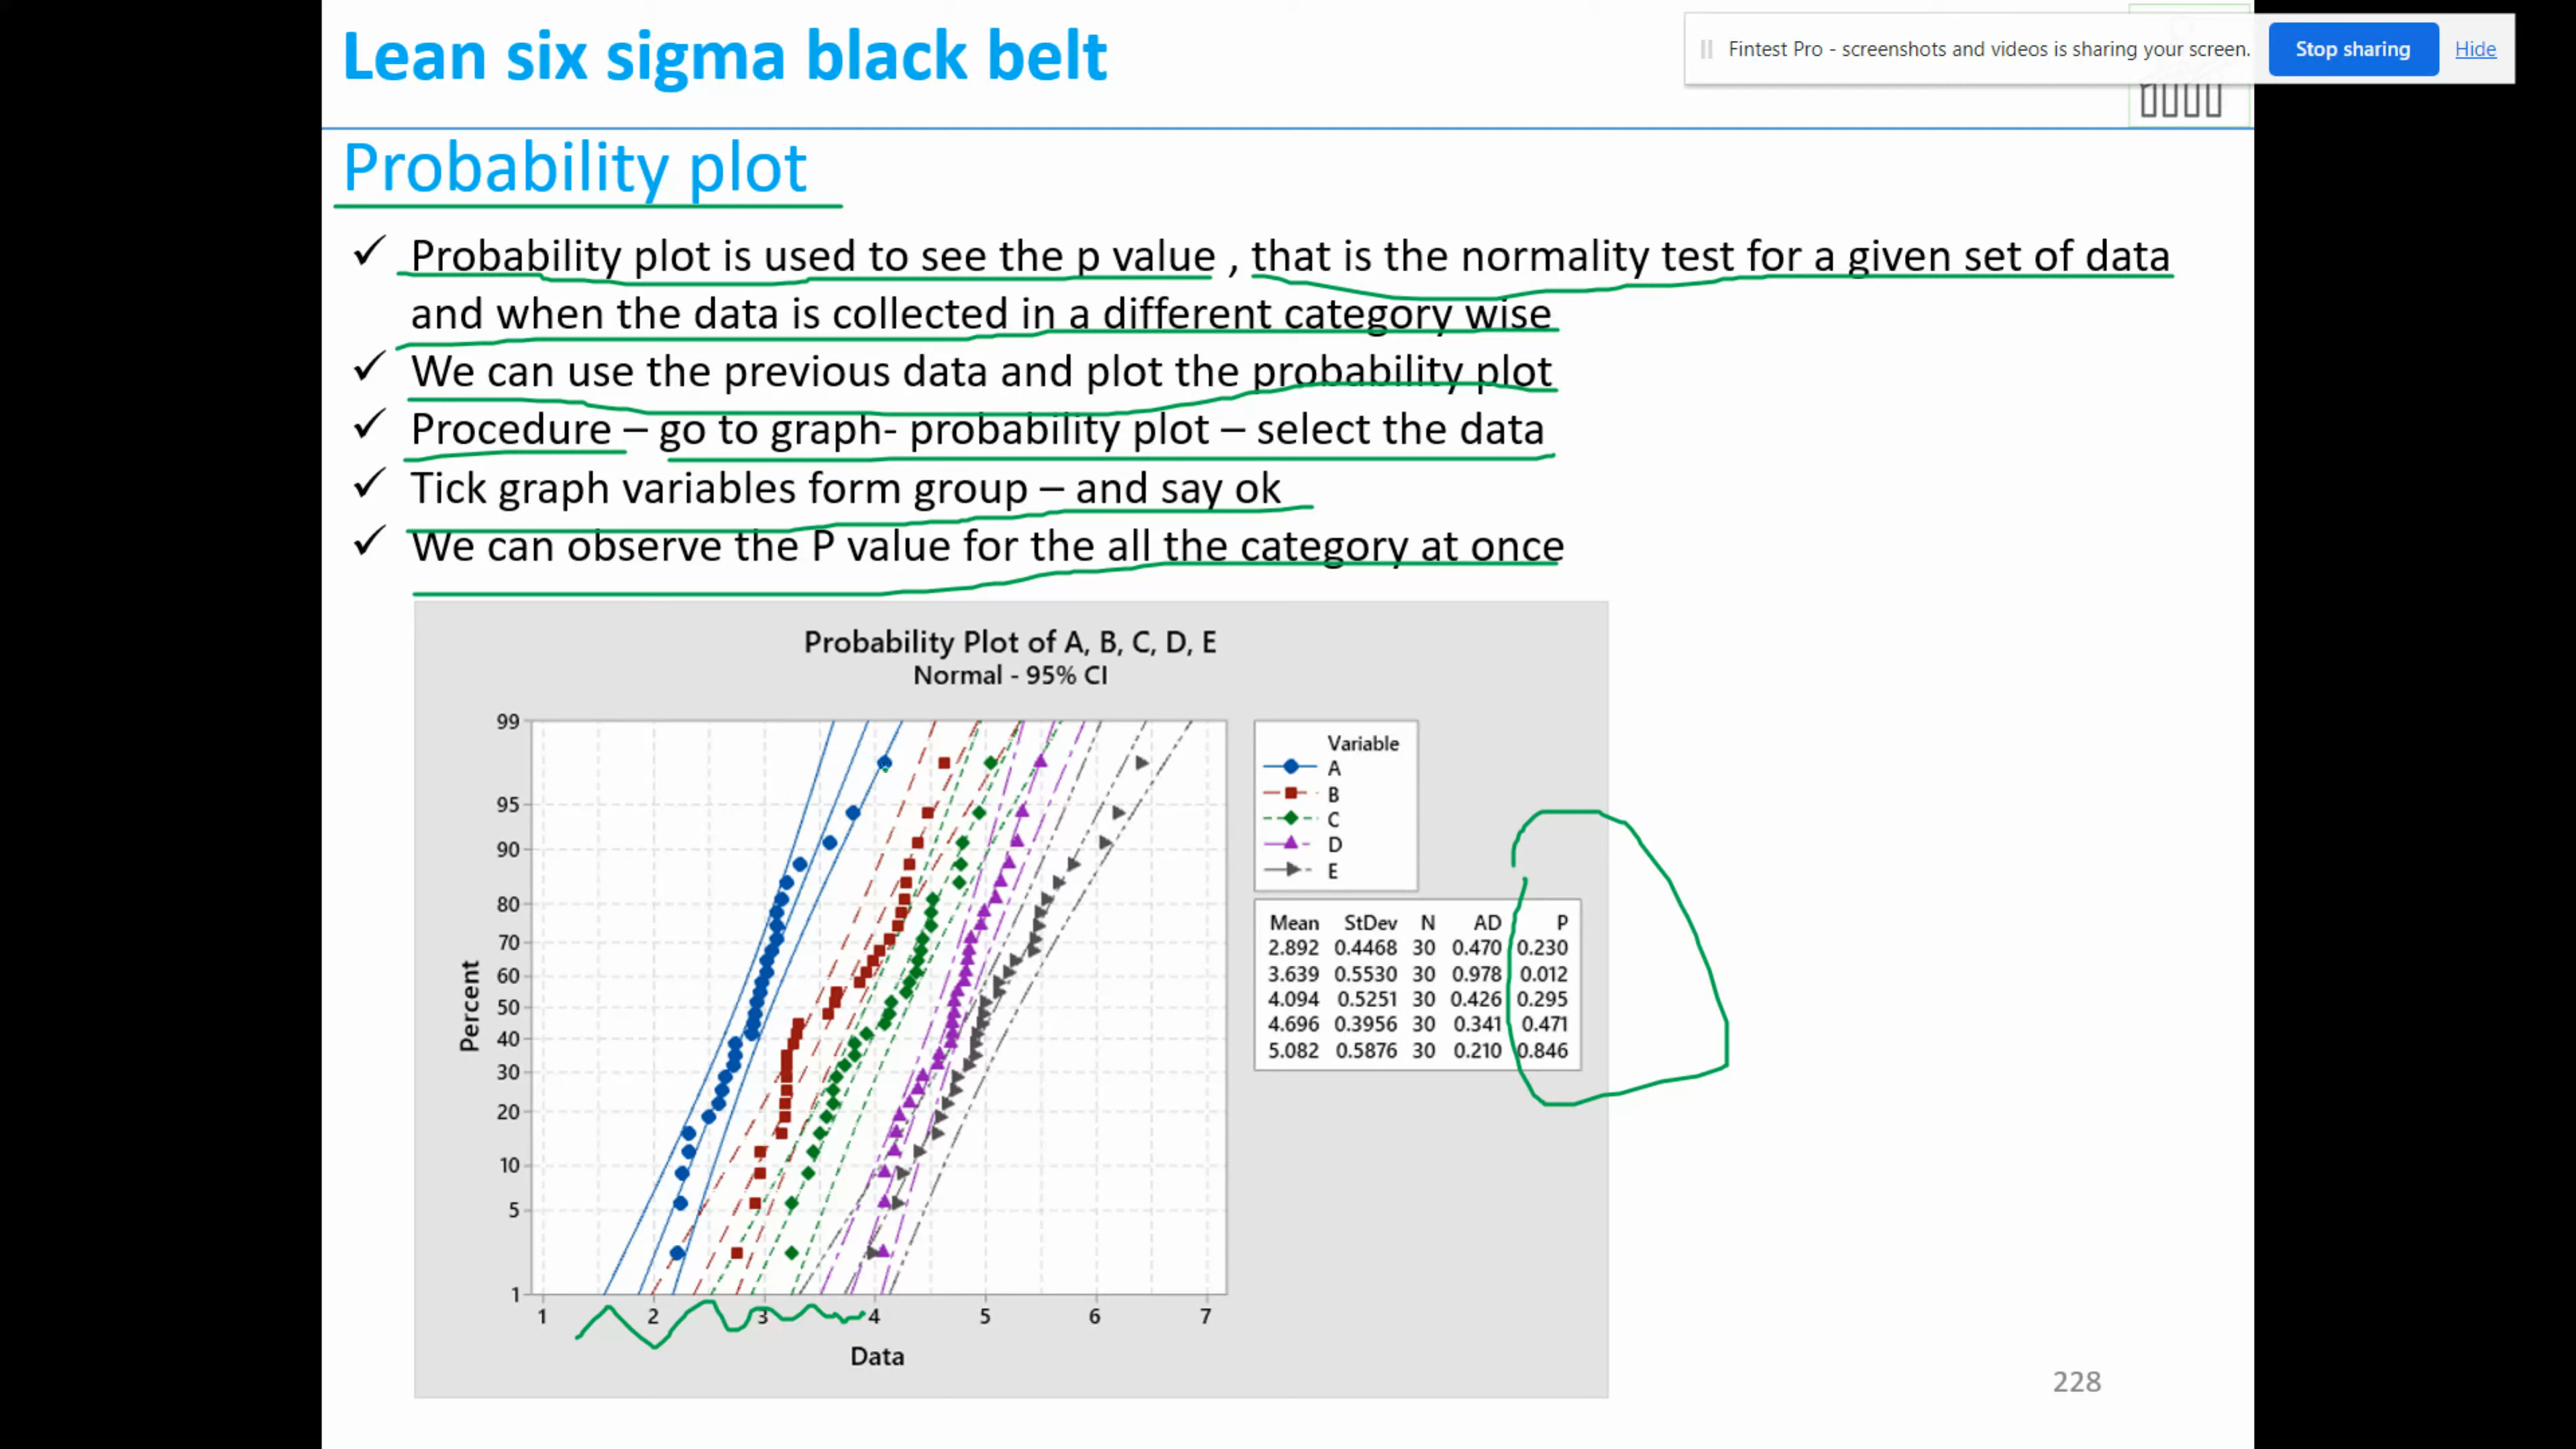 Lean six sigma black belt
Fintest Pro - screenshots and videos is sharing your screen.
Stop sharing
Hide
Probability plot
✓ Probability plot is used to see the p value , that is the normality test for a given set of data
and when the data is collected in a different category wise
✓ We can use the previous data and plot the probability plot
✓ Procedure – go to graph- probability plot – select the data
✓ Tick graph variables form group – and say ok
✓ We can observe the P value for the all the category at once
Probability Plot of A, B, C, D, E
Normal - 95% CI
99
95
90
80
70
60
50
40
30
20
10
5
1
Percent
1 2 3 4 5 6 7
Data
Variable
A
B
C
D
E
Mean StDev N AD P
2.892 0.4468 30 0.470 0.230
3.639 0.5530 30 0.978 0.012
4.094 0.5251 30 0.426 0.295
4.696 0.3956 30 0.341 0.471
5.082 0.5876 30 0.210 0.846
228